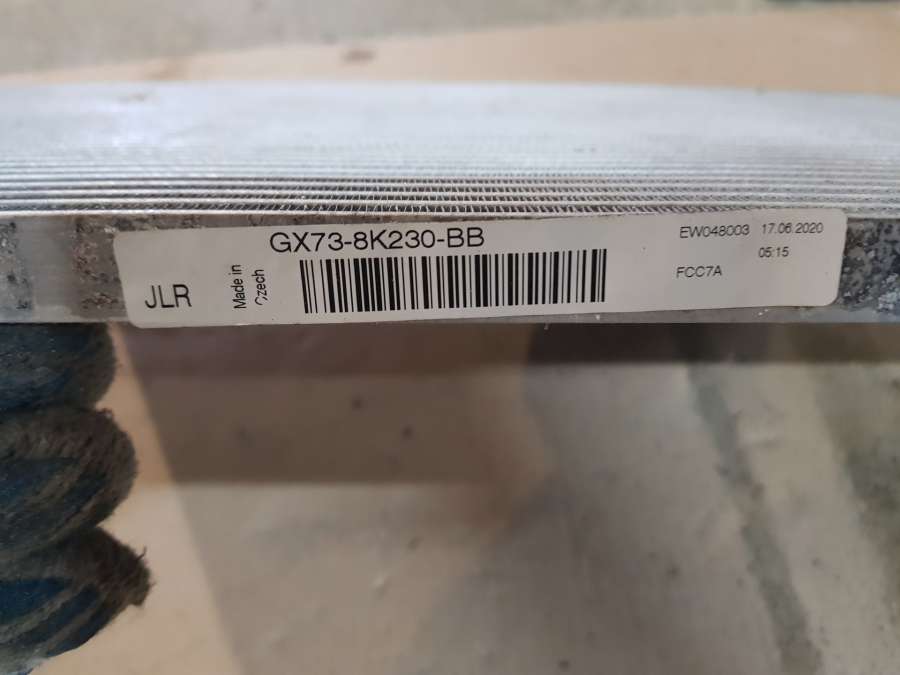 GX73-8K230-BB
JLR
Made in
Czech
EW048003 17.06.2020
05:15
FCC7A